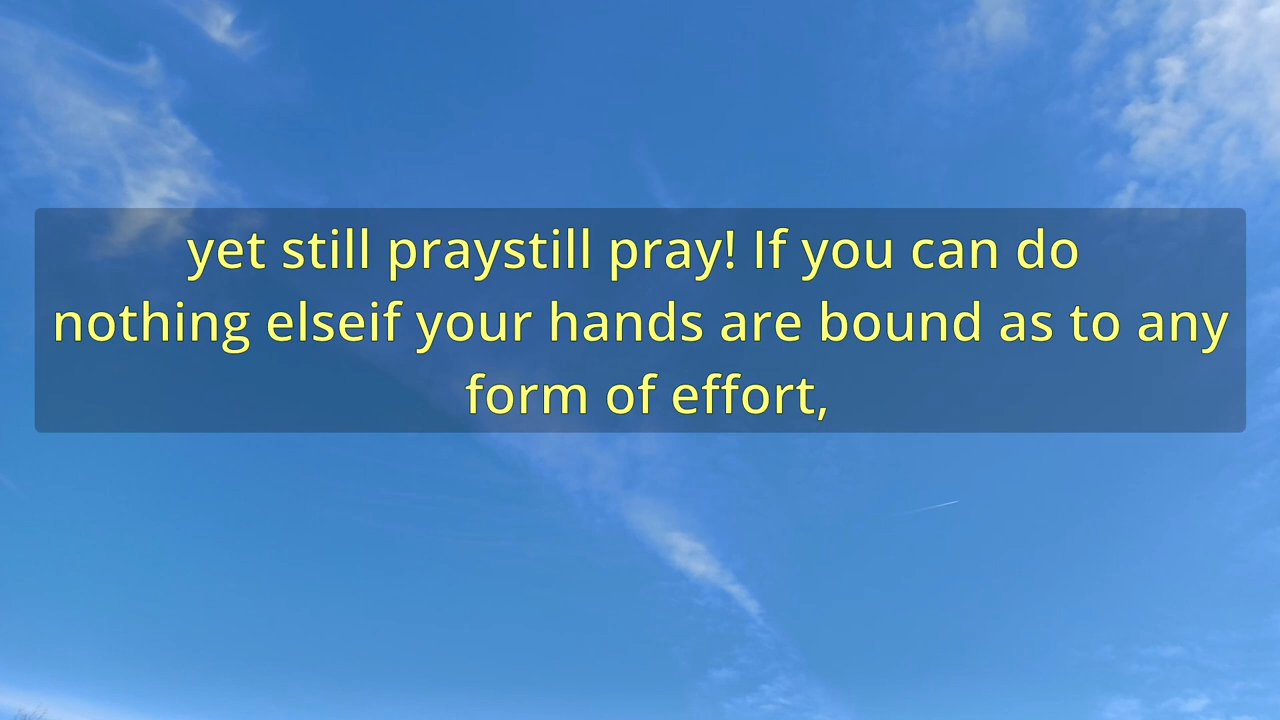 yet still praystill pray! If you can do
nothing elseif your hands are bound as to any
form of effort,